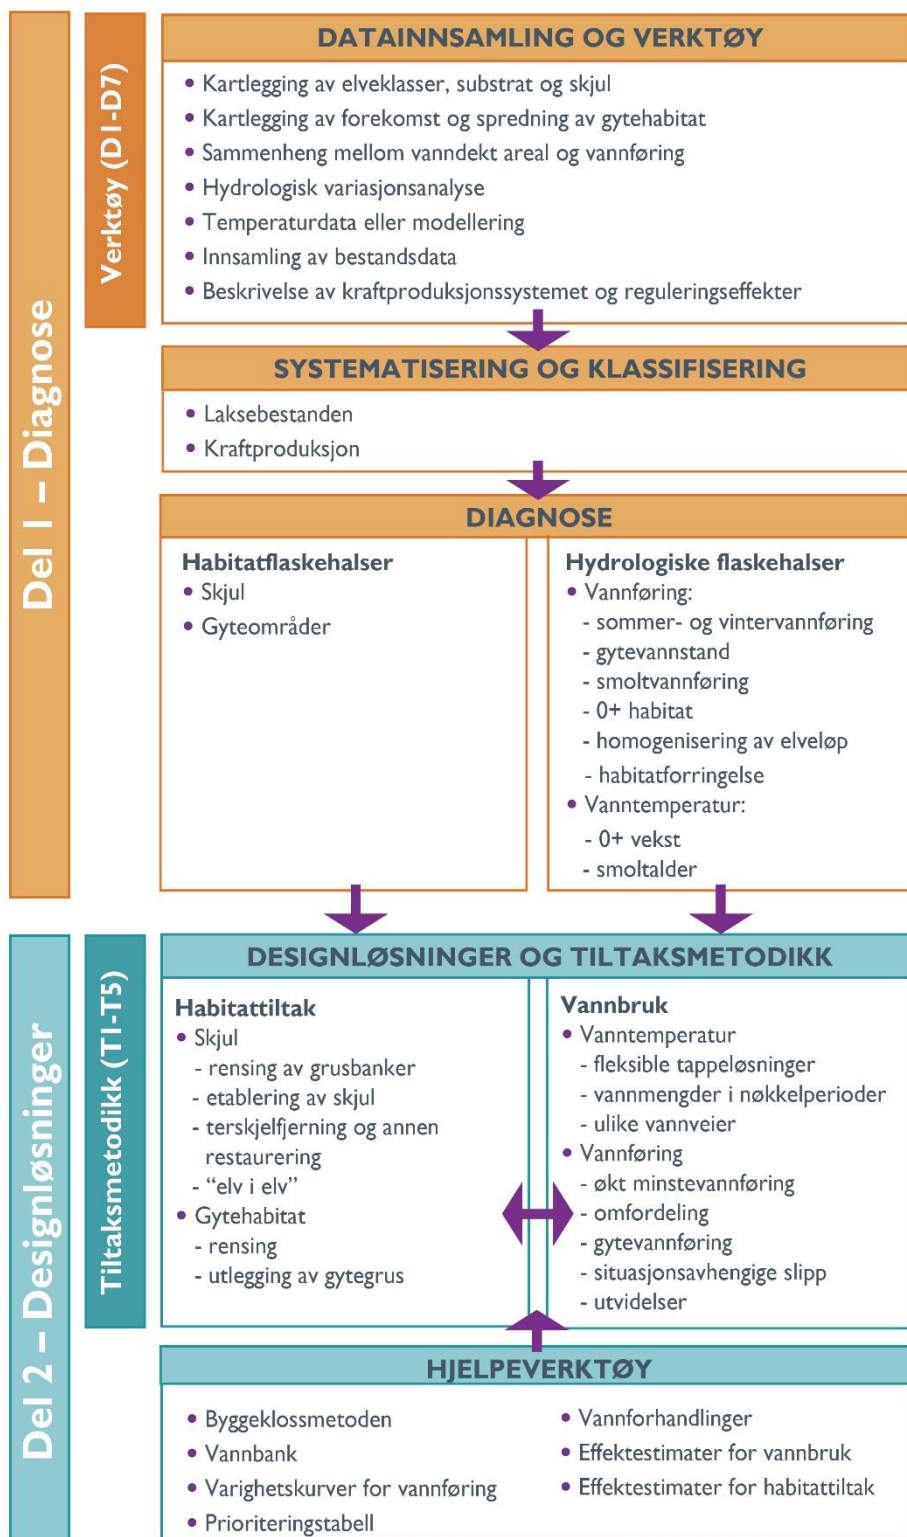 Del 1 – Diagnose
Verktøy (D1-D7)
DATAINNSAMLING OG VERKTØY
• Kartlegging av elveklasser, substrat og skjul
• Kartlegging av forekomst og spredning av gytehabitat
• Sammenheng mellom vanndekt areal og vannføring
• Hydrologisk variasjonsanalyse
• Temperaturdata eller modellering
• Innsamling av bestandsdata
• Beskrivelse av kraftproduksjonssystemet og reguleringseffekter
SYSTEMATISERING OG KLASSIFISERING
• Laksebestanden
• Kraftproduksjon
DIAGNOSE
Habitatflaskehalser
• Skjul
• Gyteområder
Hydrologiske flaskehalser
• Vannføring:
- sommer- og vintervannføring
- gytevannstand
- smoltvannføring
- 0+ habitat
- homogenisering av elveløp
- habitatforringelse
• Vanntemperatur:
- 0+ vekst
- smoltalder
Del 2 – Designløsninger
Tiltaksmetodikk (T1-T5)
DESIGNLØSNINGER OG TILTAKSMETODIKK
Habitattiltak
• Skjul
- rensing av grusbanker
- etablering av skjul
- terskjelfjerning og annen
restaurering
- “elv i elv”
• Gytehabitat
- rensing
- utlegging av gytegrus
Vannbruk
• Vanntemperatur
- fleksible tappeløsninger
- vannmengder i nøkkelperioder
- ulike vannveier
• Vannføring
- økt minstevannføring
- omfordeling
- gytevannføring
- situasjonsavhengige slipp
- utvidelser
HJELPEVERKTØY
• Byggeklossmetoden
• Vannbank
• Varighetskurver for vannføring
• Prioriteringstabell
• Vannforhandlinger
• Effektestimater for vannbruk
• Effektestimater for habitattiltak